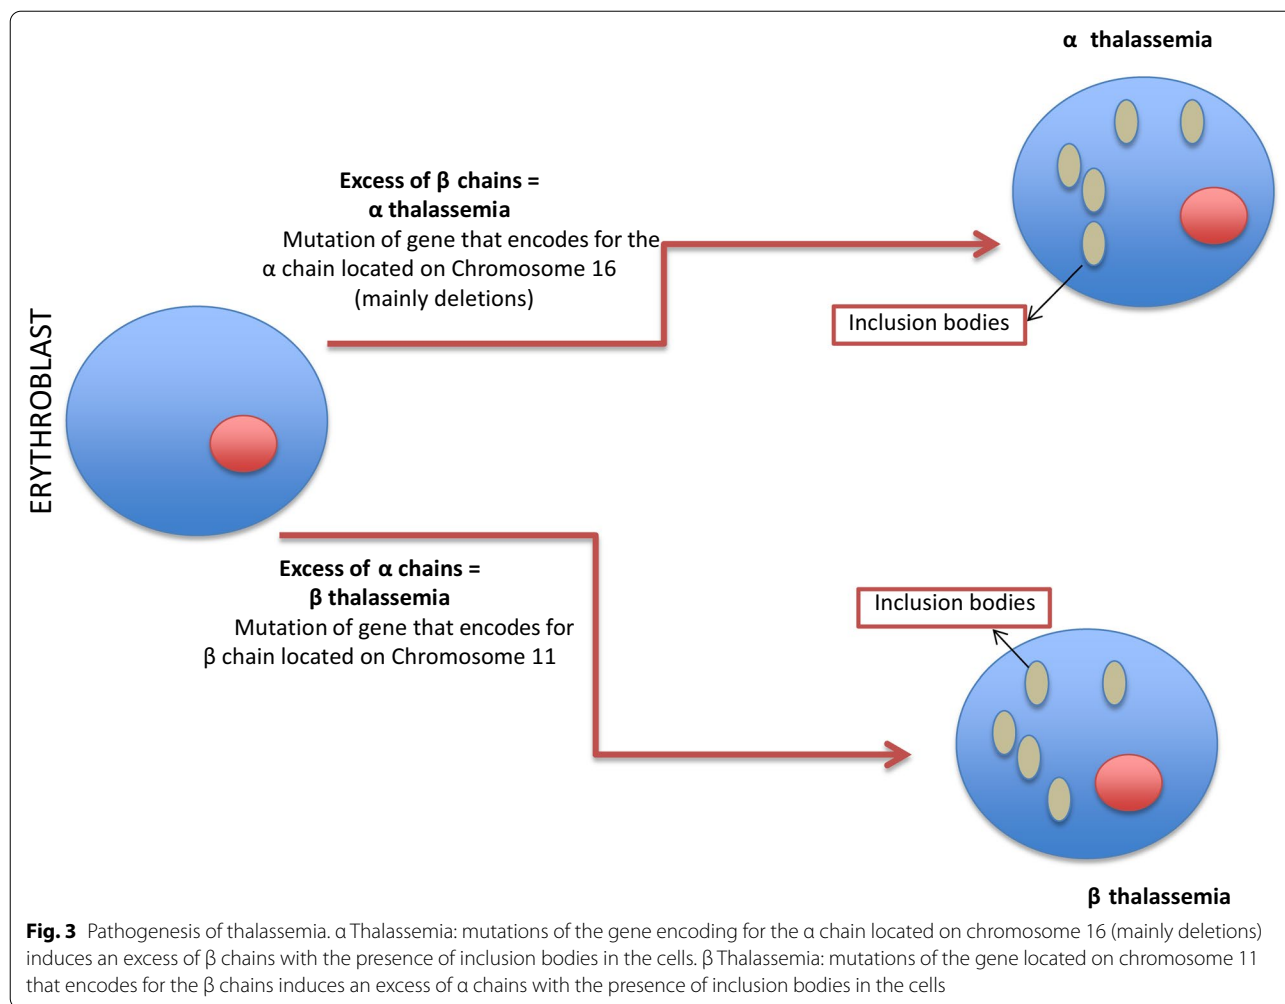 α thalassemia
Excess of β chains =
α thalassemia
Mutation of gene that encodes for the
α chain located on Chromosome 16
(mainly deletions)
Inclusion bodies
ERYTHROBLAST
Excess of α chains =
β thalassemia
Mutation of gene that encodes for
β chain located on Chromosome 11
Inclusion bodies
β thalassemia
Fig. 3 Pathogenesis of thalassemia. α Thalassemia: mutations of the gene encoding for the α chain located on chromosome 16 (mainly deletions)
induces an excess of β chains with the presence of inclusion bodies in the cells. β Thalassemia: mutations of the gene located on chromosome 11
that encodes for the β chains induces an excess of α chains with the presence of inclusion bodies in the cells